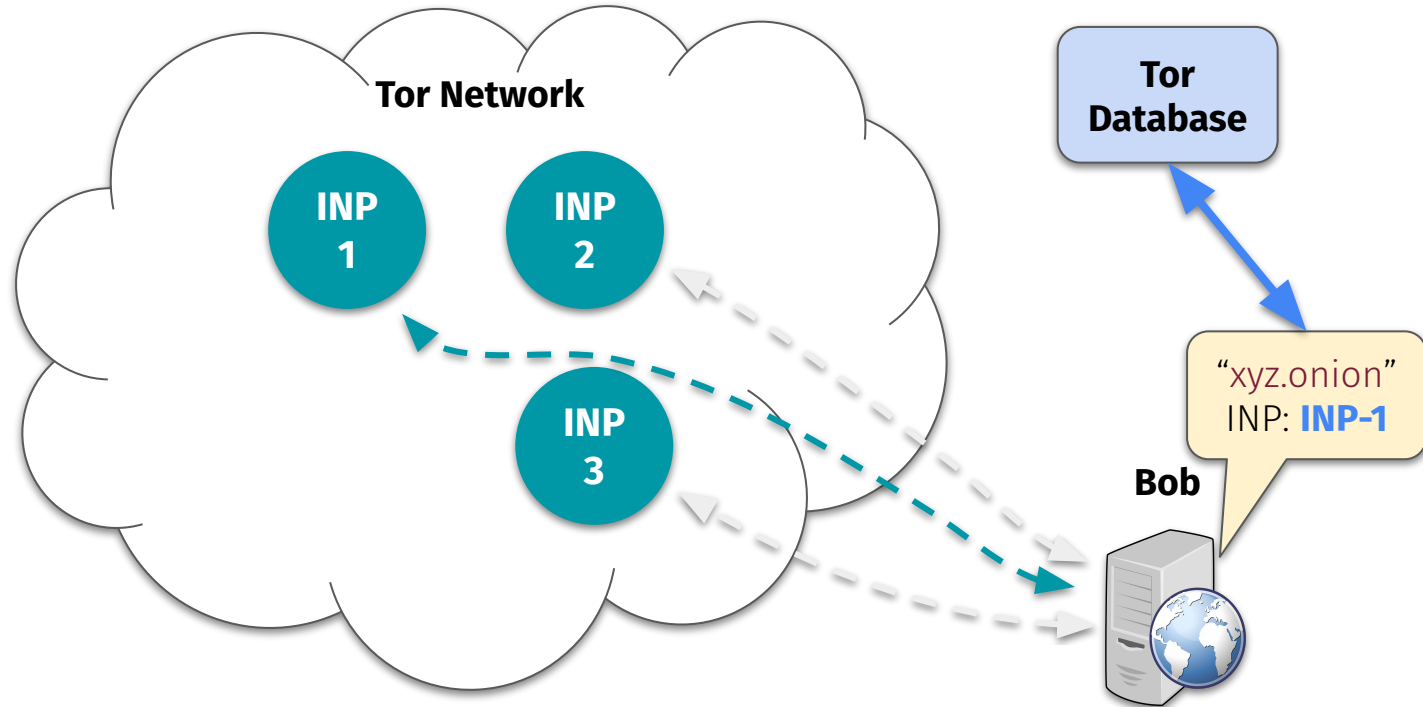 Tor Network
Tor
Database
INP
1
INP
2
INP
3
“xyz.onion”
INP: INP-1
Bob